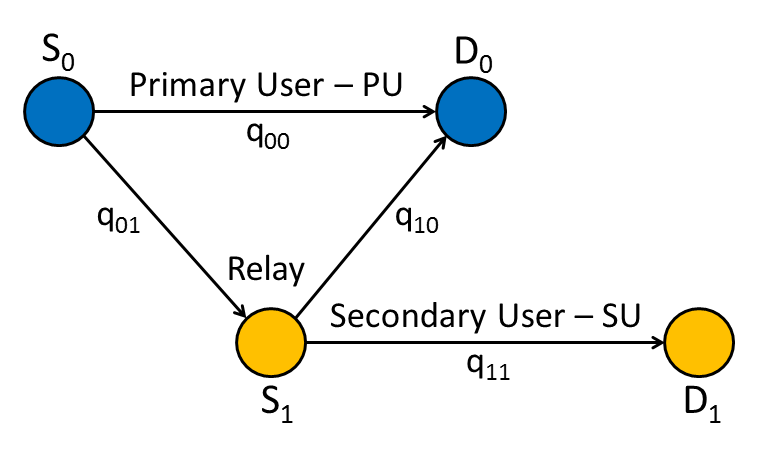 S₀
D₀
Primary User – PU
q₀₀
q₀₁
q₁₀
Relay
Secondary User – SU
q₁₁
S₁
D₁